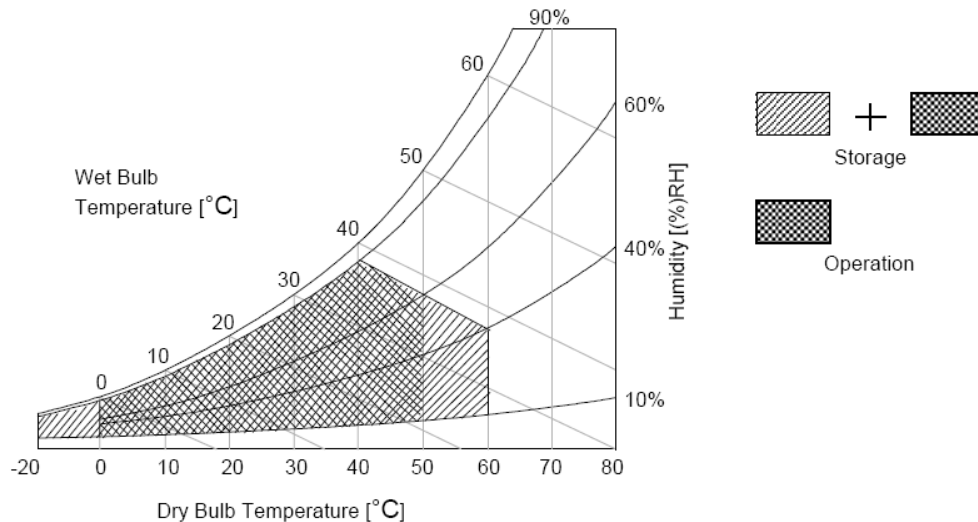 90%
60
60%
50
Wet Bulb
Temperature [°C]
40
40%
30
20
10
0
10%
Humidity [(%)RH]
-20 0 10 20 30 40 50 60 70 80
Dry Bulb Temperature [°C]
+
Storage
Operation